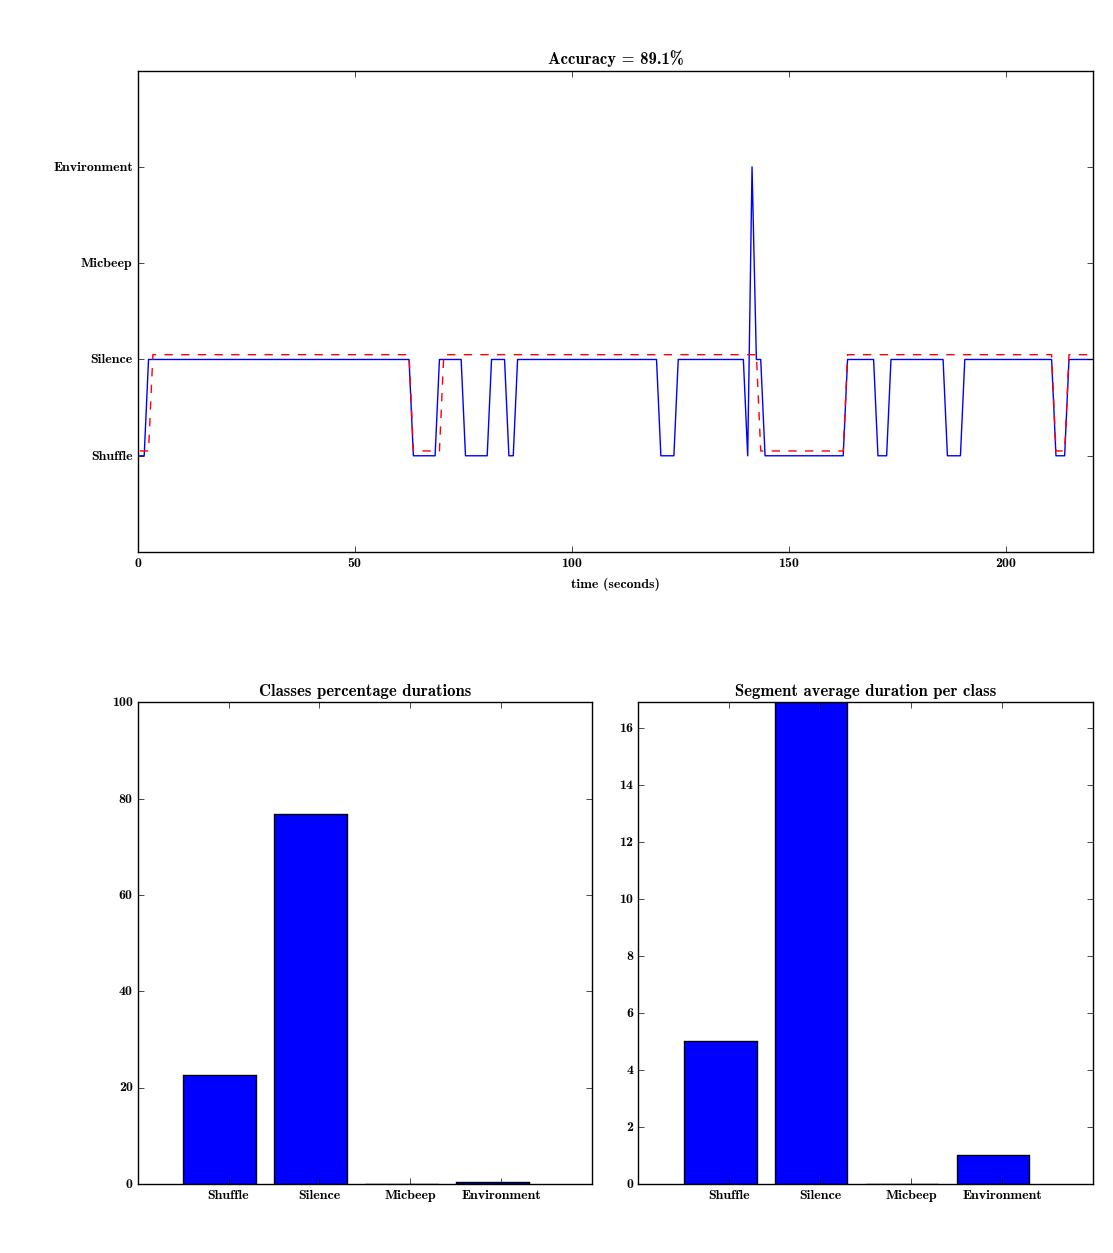 Accuracy = 89.1%
Environment
Micbeep
Silence
Shuffle
0 50 100 150 200
time (seconds)
Classes percentage durations
100
80
60
40
20
0
Shuffle Silence Micbeep Environment
Segment average duration per class
16
14
12
10
8
6
4
2
0
Shuffle Silence Micbeep Environment